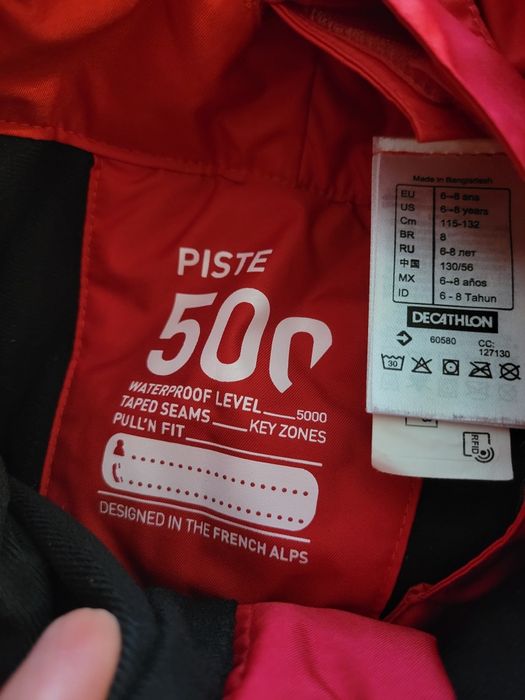 PISTE
500
WATERPROOF LEVEL 5000
TAPED SEAMS KEY ZONES
PULL'N FIT
DESIGNED IN THE FRENCH ALPS
Made in Bangladesh
EU 6-8 ans
US 6-8 years
Cm 115-132
BR 8
RU 6-8 лет
中国 130/56
MX 6-8 años
ID 6 - 8 Tahun
DECATHLON
60580 CC:
127130
30
RFID